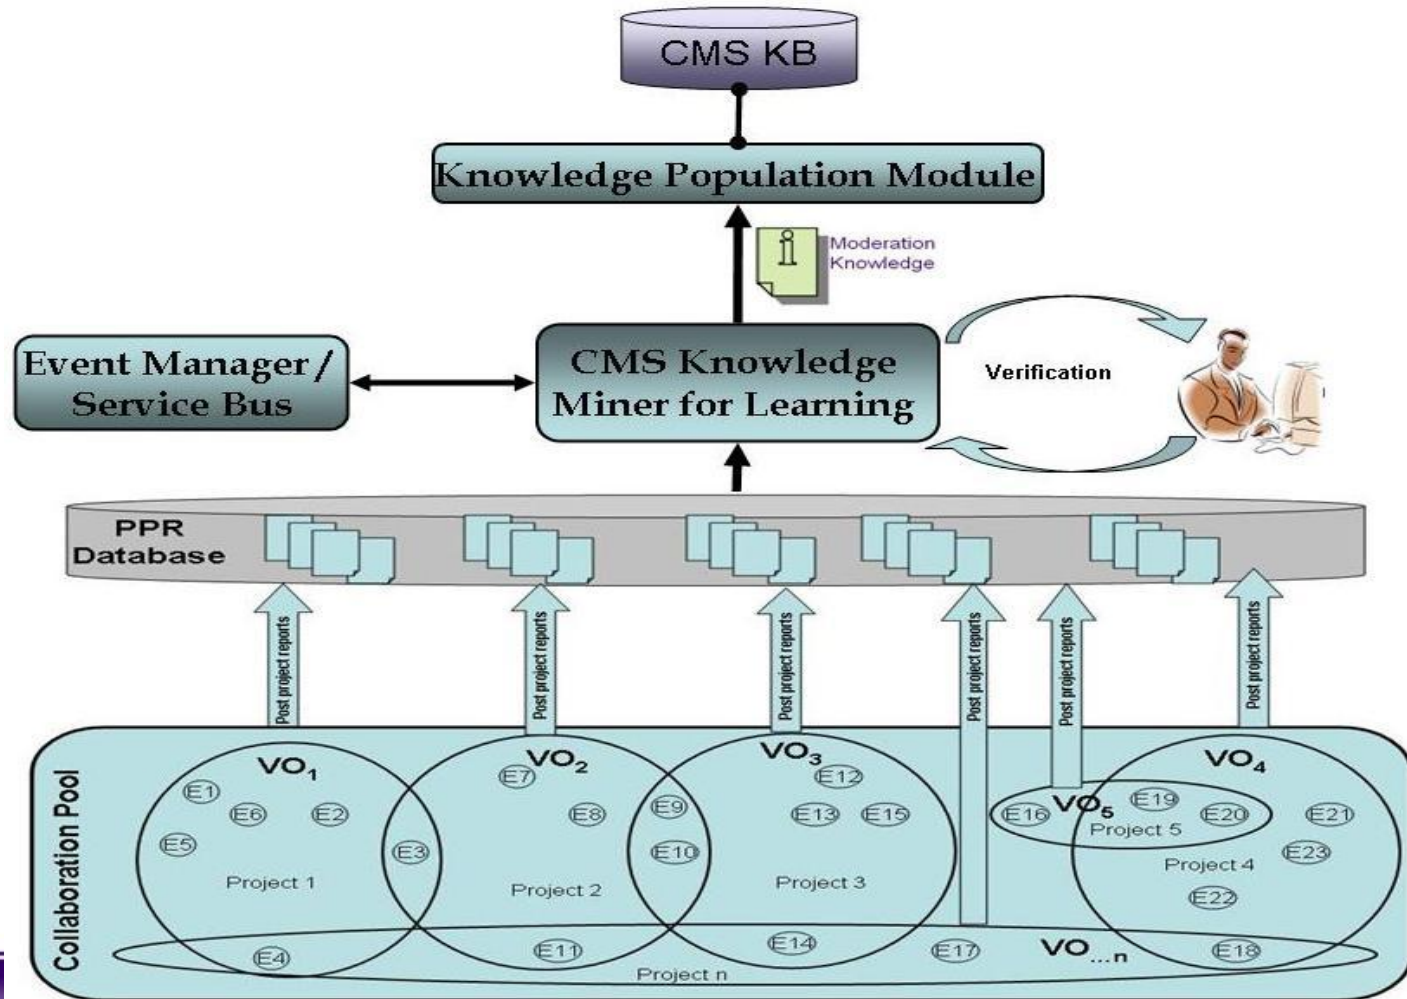 CMS KB
Knowledge Population Module
i
Moderation
Knowledge
Event Manager/
Service Bus
CMS Knowledge
Miner for Learning
Verification
PPR
Database
Post project reports
Post project reports
Post project reports
Post project reports
Post project reports
Post project reports
Collaboration Pool
VO1
E1
E6
E2
E5
E3
Project 1
E4
VO2
E7
E8
E9
E10
Project 2
E11
VO3
E12
E13
E15
Project 3
E14
VO5
E16
E19
E20
Project 5
VO4
E21
E23
Project 4
E22
E18
E17
VO...n
Project n